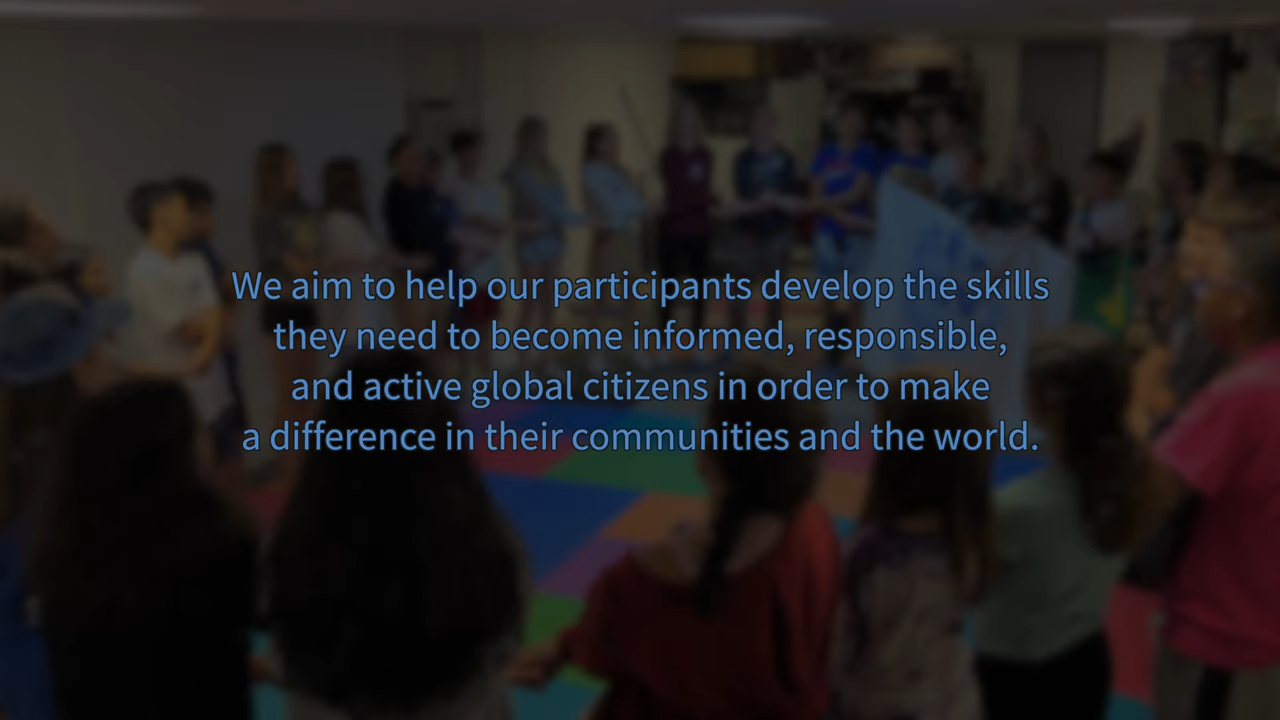 We aim to help our participants develop the skills
they need to become informed, responsible,
and active global citizens in order to make
a difference in their communities and the world.